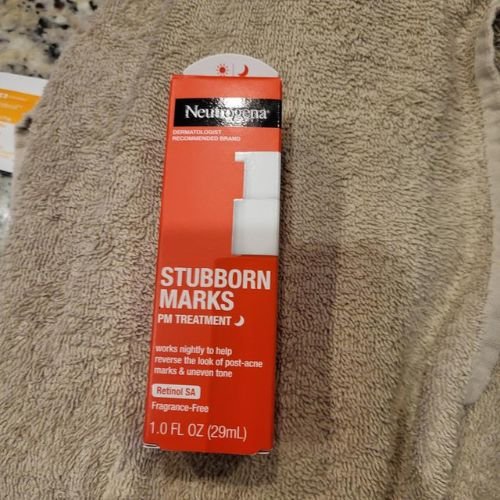 Neutrogena®
DERMATOLOGIST
RECOMMENDED BRAND
STUBBORN
MARKS
PM TREATMENT
works nightly to help
reverse the look of post-acne
marks & uneven tone
Retinol SA
Fragrance-Free
1.0 FL OZ (29mL)